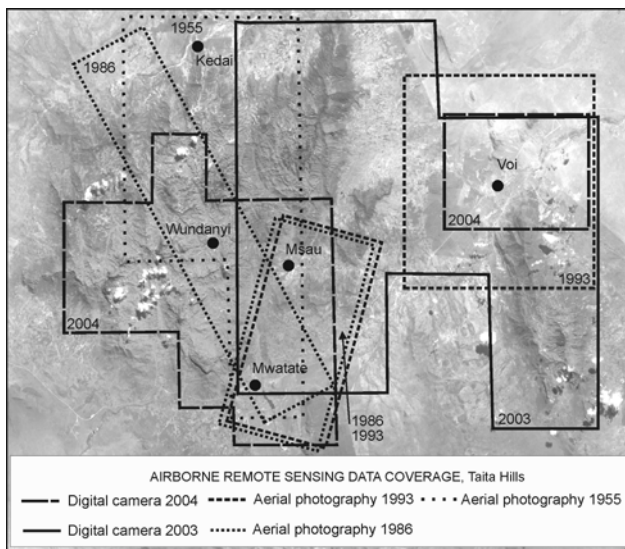 1955
Kedai
1986
Voi
2004
Wundanyi
Msau
1993
2004
Mwatate
1986
1993
2003
AIRBORNE REMOTE SENSING DATA COVERAGE, Taita Hills
Digital camera 2004 Aerial photography 1993 Aerial photography 1955
Digital camera 2003 Aerial photography 1986